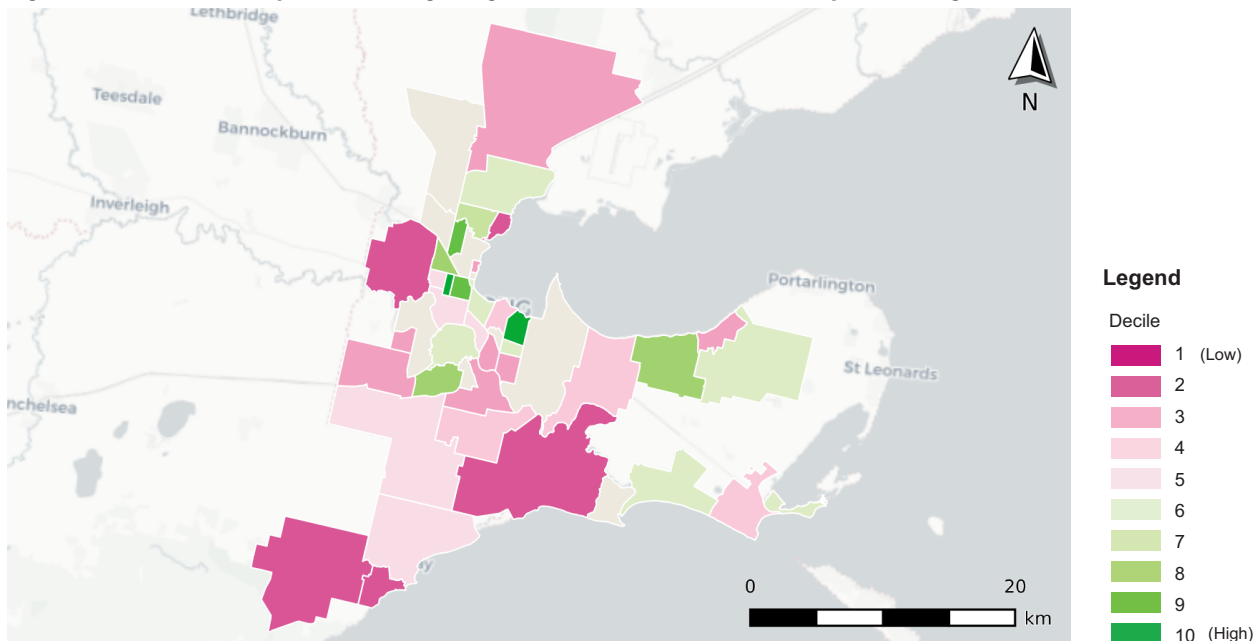 Lethbridge
N
Teesdale
Bannockburn
Inverleigh
Portarlington
St Leonards
nchelsea
0 20
km
Legend
Decile
1 (Low)
2
3
4
5
6
7
8
9
10 (High)